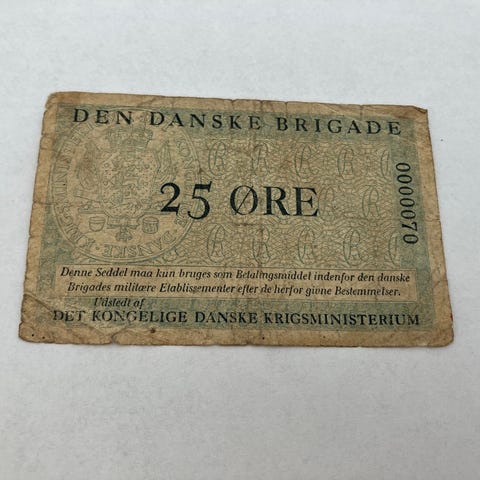 DEN DANSKE BRIGADE
0000070
25 ØRE
Denne Seddel maa kun bruges som Betalingsmiddel indenfor den danske
Brigades militære Etablissementer efter de herfor givne Bestemmelser.
Udstedt af
DET KONGELIGE DANSKE KRIGSMINISTERIUM